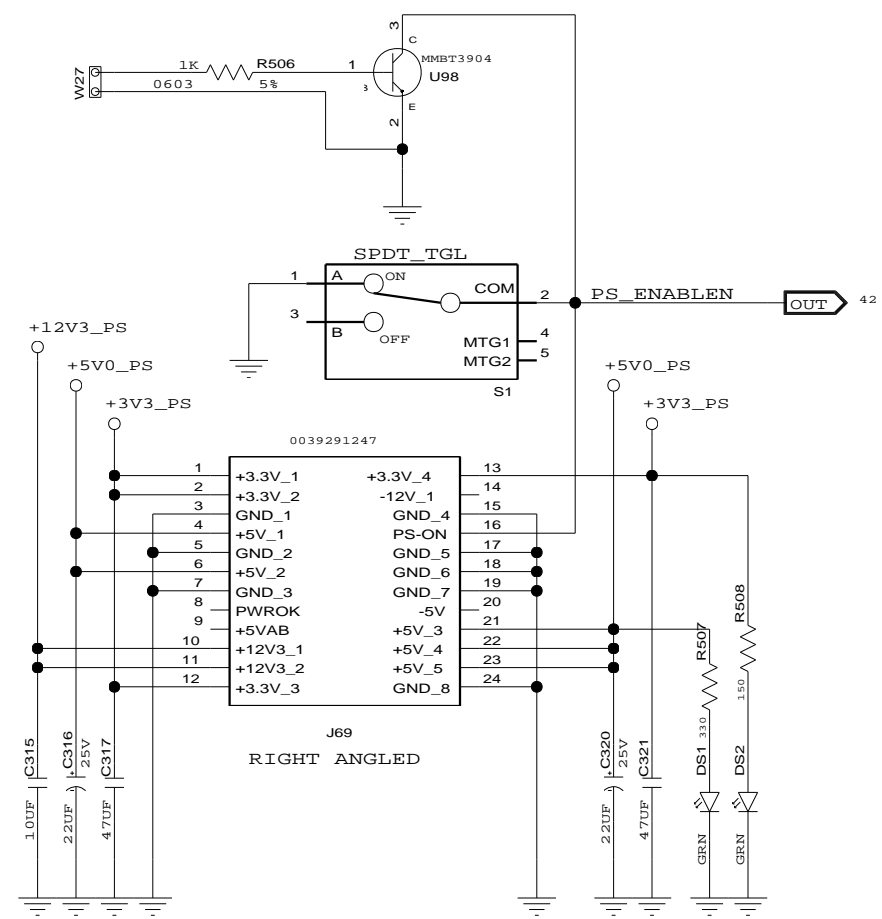 3
C
MMBT3904
1K
R506
1
U98
W27
0603
5%
B
E
2
SPDT_TGL
1
A
ON
COM
2
PS_ENABLEN
OUT
42
3
B
OFF
MTG1
4
MTG2
5
S1
+12V3_PS
+5V0_PS
+3V3_PS
+5V0_PS
+3V3_PS
0039291247
1 +3.3V_1 +3.3V_4 13
2 +3.3V_2 -12V_1 14
3 GND_1 GND_4 15
4 +5V_1 PS-ON 16
5 GND_2 GND_5 17
6 +5V_2 GND_6 18
7 GND_3 GND_7 19
8 PWROK -5V 20
9 +5VAB +5V_3 21
10 +12V3_1 +5V_4 22
11 +12V3_2 +5V_5 23
12 +3.3V_3 GND_8 24
R507
330
R508
150
J69
RIGHT ANGLED
C315
10UF
C316
25V
22UF
C317
47UF
C320
25V
22UF
C321
47UF
DS1
GRN
DS2
GRN